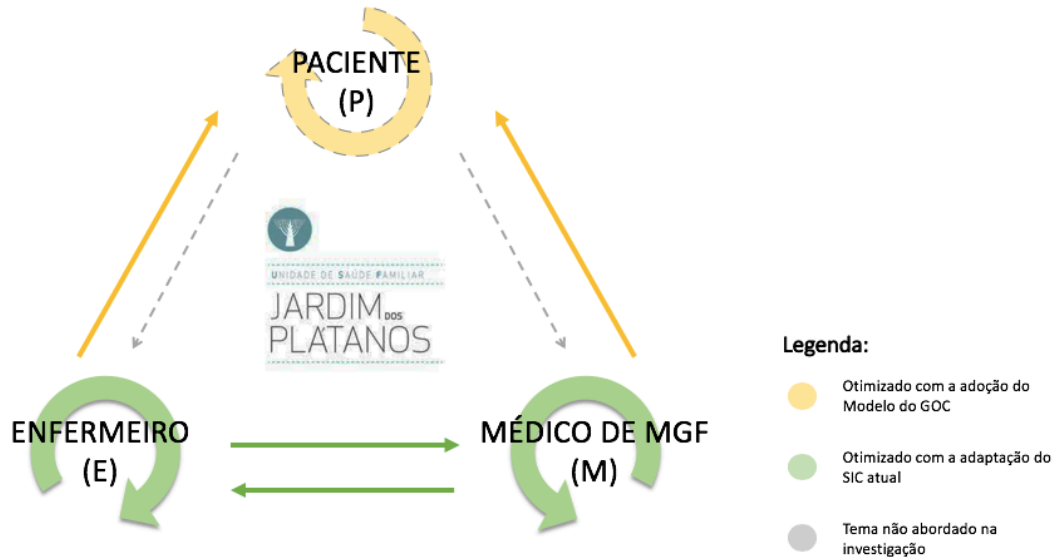 PACIENTE
(P)
UNIDADE DE SAÚDE FAMILIAR
JARDIM DOS
PLÁTANOS
ENFERMEIRO
(E)
MÉDICO DE MGF
(M)
Legenda:
Otimizado com a adoção do
Modelo do GOC
Otimizado com a adaptação do
SIC atual
Tema não abordado na
investigação